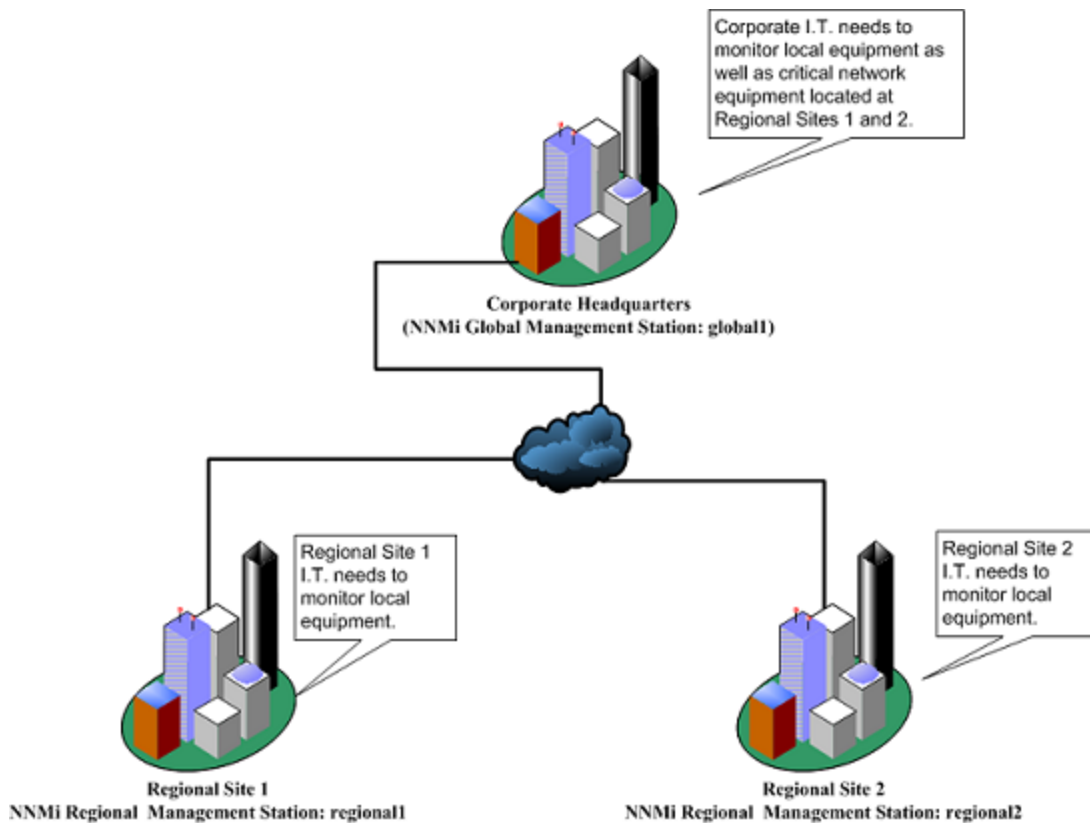 Corporate I.T. needs to
monitor local equipment as
well as critical network
equipment located at
Regional Sites 1 and 2.
Corporate Headquarters
(NNMi Global Management Station: global1)
Regional Site 1
I.T. needs to
monitor local
equipment.
Regional Site 2
I.T. needs to
monitor local
equipment.
Regional Site 1
NNMi Regional Management Station: regional1
Regional Site 2
NNMi Regional Management Station: regional2